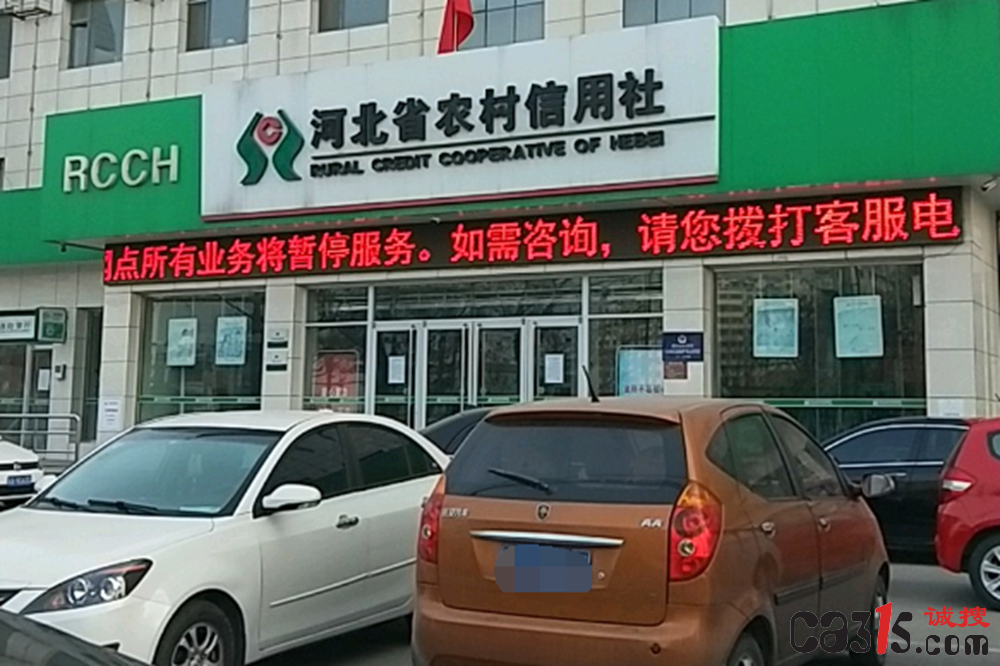 河北省农村信用社
RURAL CREDIT COOPERATIVE OF HEBEI
RCCH
点所有业务将暂停服务。如需咨询，请您拨打客服电
AA
ca315
诚搜
.com